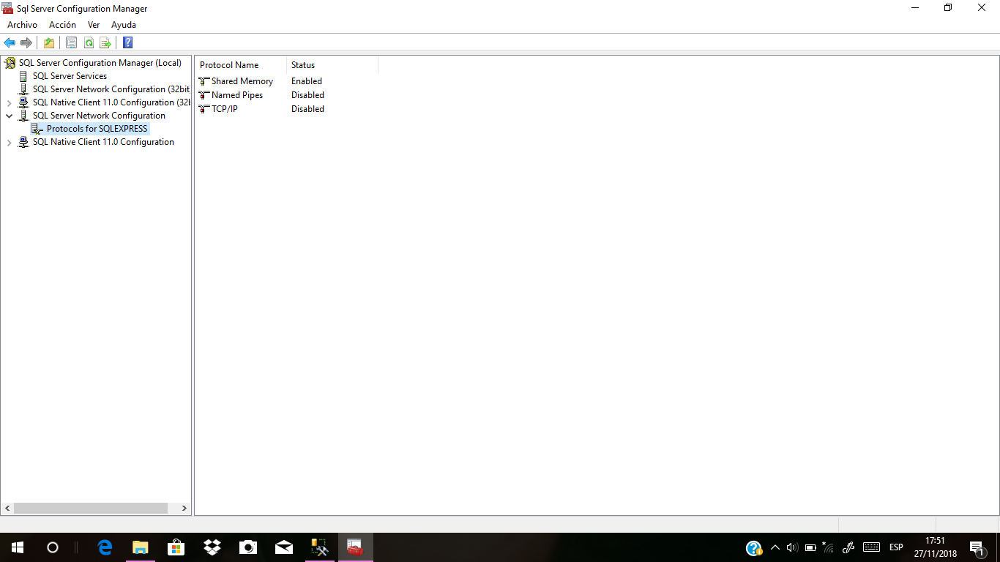 Sql Server Configuration Manager
Archivo Acción Ver Ayuda
SQL Server Configuration Manager (Local)
SQL Server Services
SQL Server Network Configuration (32bit
SQL Native Client 11.0 Configuration (32b
SQL Server Network Configuration
Protocols for SQLEXPRESS
SQL Native Client 11.0 Configuration
Protocol Name Status
Shared Memory Enabled
Named Pipes Disabled
TCP/IP Disabled
ESP
17:51
27/11/2018
1